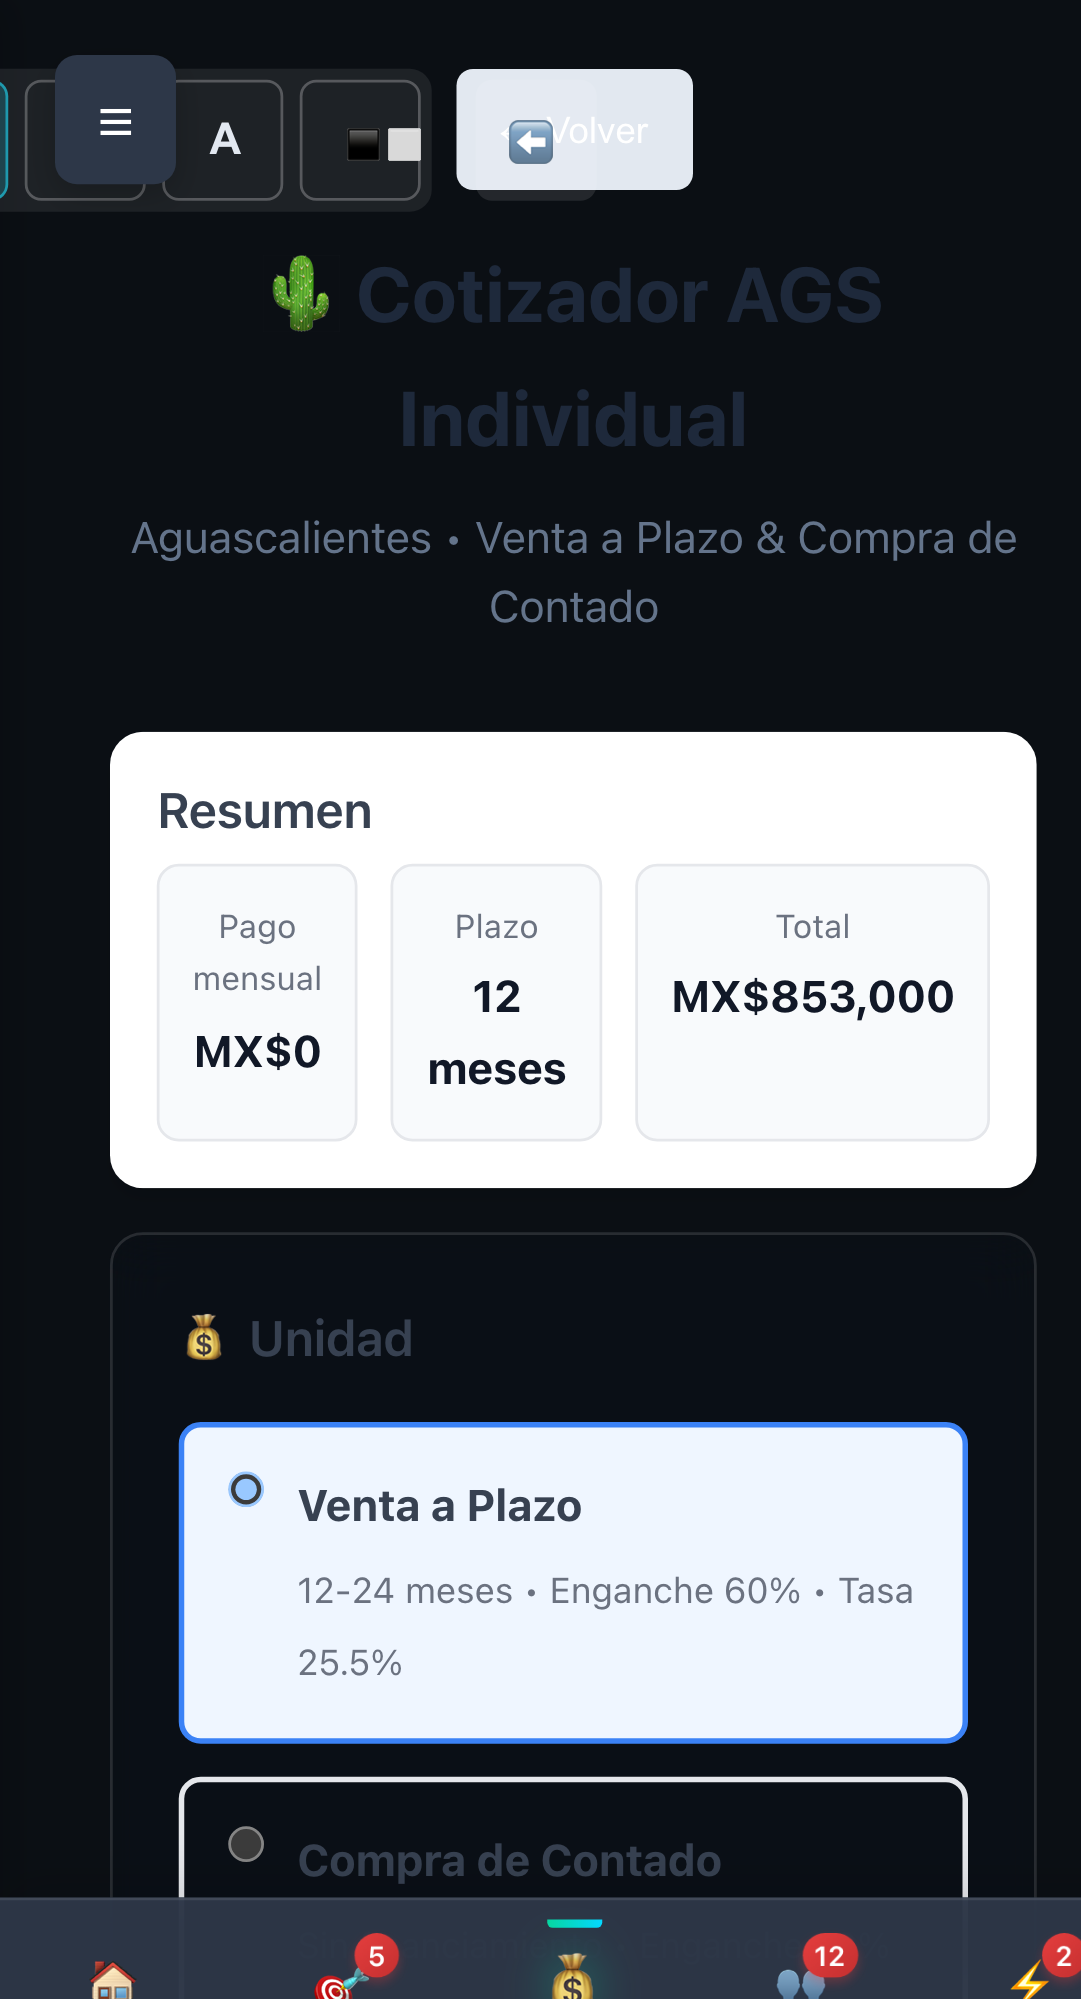 A
Volver
Cotizador AGS
Individual
Aguascalientes • Venta a Plazo & Compra de
Contado
Resumen
Pago
mensual
MX$0
Plazo
12
meses
Total
MX$853,000
Unidad
Venta a Plazo
12-24 meses • Enganche 60% • Tasa
25.5%
Compra de Contado
5
12
2